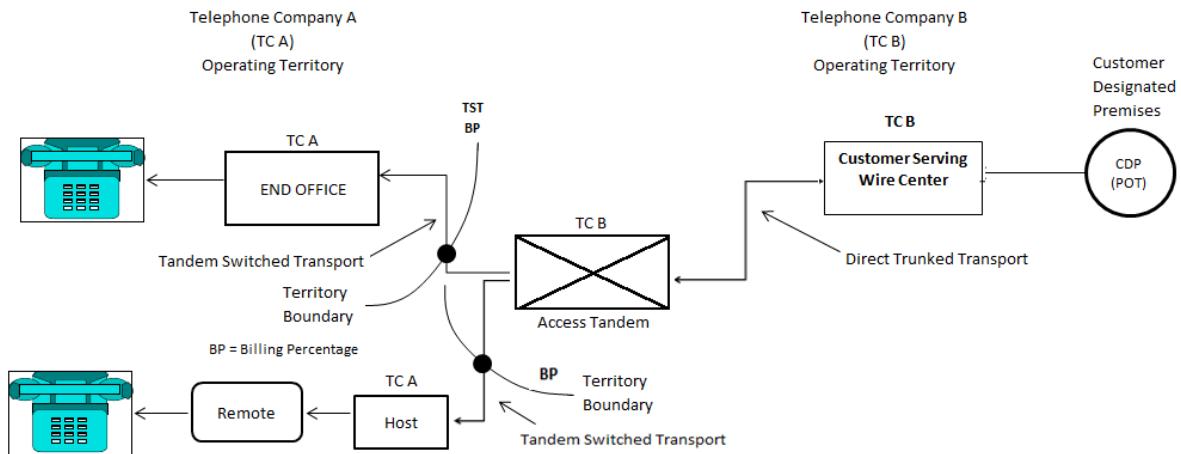 Telephone Company A
(TC A)
Operating Territory
Telephone Company B
(TC B)
Operating Territory
Customer
Designated
Premises
TST
BP
TC A
END OFFICE
TC B
Customer Serving
Wire Center
CDP
(POT)
TC B
Tandem Switched Transport
Direct Trunked Transport
Territory
Boundary
Access Tandem
BP = Billing Percentage
BP
Territory
Boundary
TC A
Remote
Host
Tandem Switched Transport